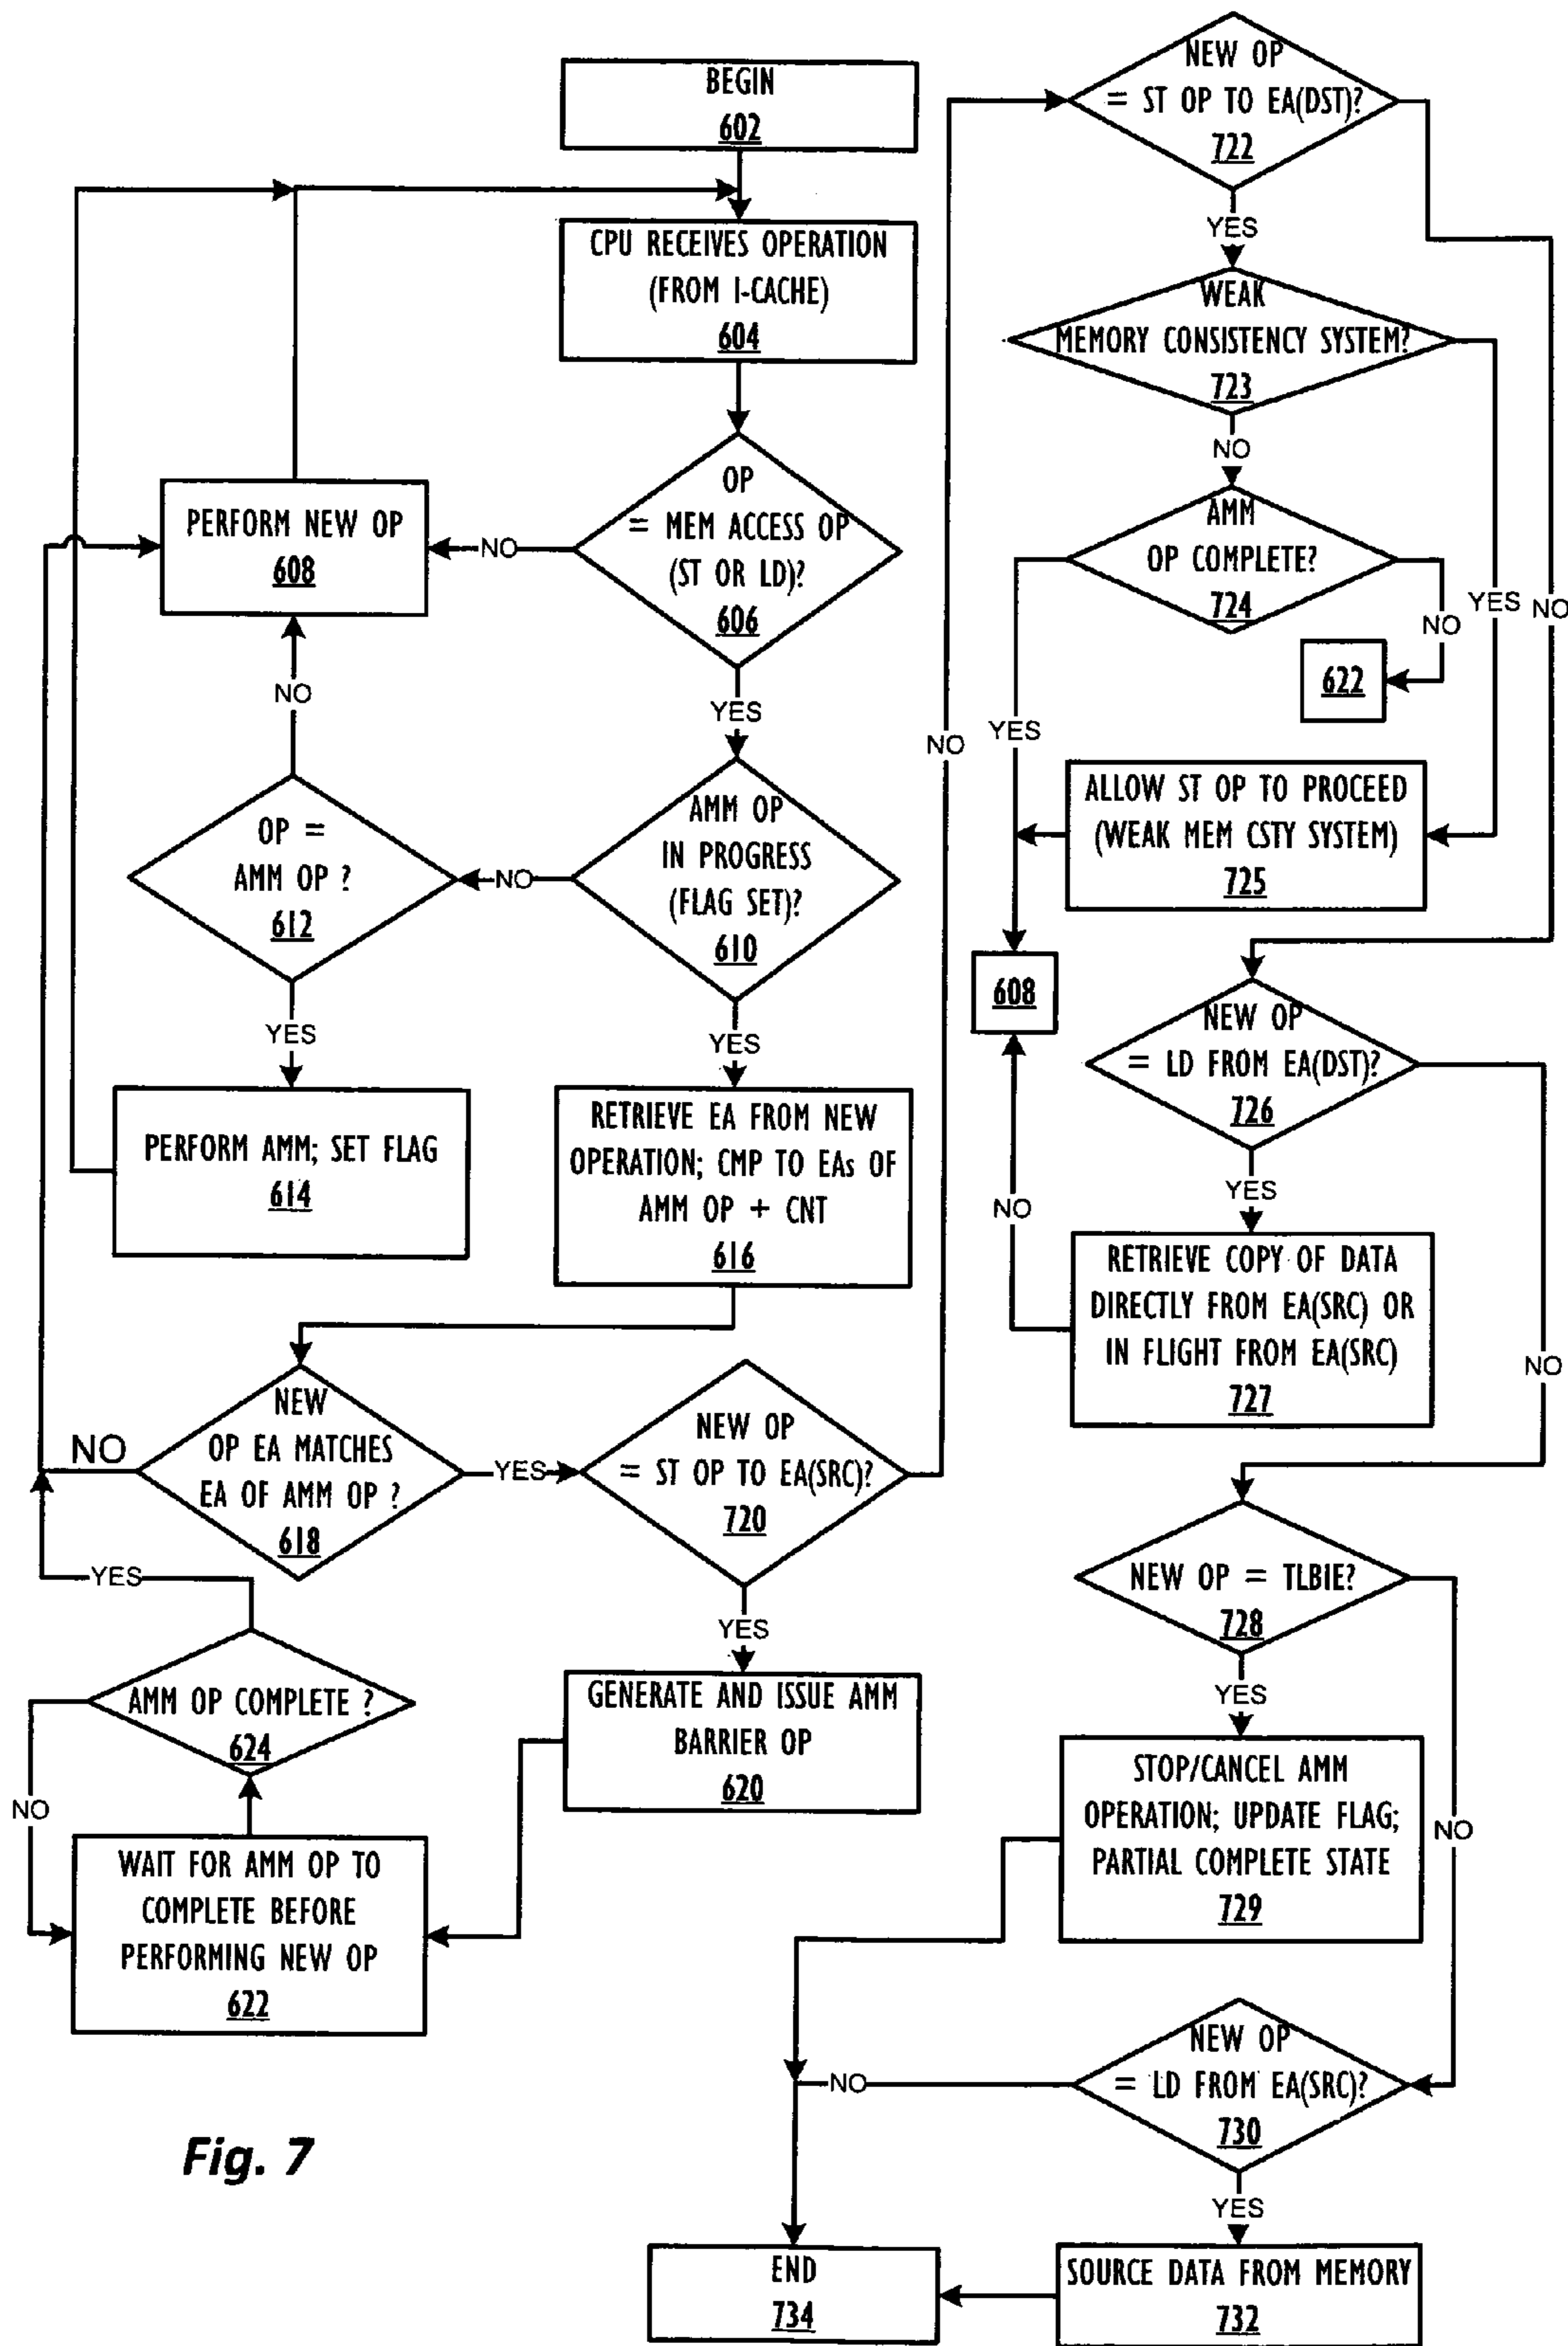 BEGIN
602
CPU RECEIVES OPERATION
(FROM I-CACHE)
604
OP
= MEM ACCESS OP
(ST OR LD)?
606
NO
YES
PERFORM NEW OP
608
NO
AMM OP
IN PROGRESS
(FLAG SET)?
610
NO
YES
OP =
AMM OP ?
612
YES
PERFORM AMM; SET FLAG
614
RETRIEVE EA FROM NEW
OPERATION; CMP TO EAs OF
AMM OP + CNT
616
NEW
OP EA MATCHES
EA OF AMM OP ?
618
NO
YES
NEW OP
= ST OP TO EA(SRC)?
720
NO
YES
GENERATE AND ISSUE AMM
BARRIER OP
620
YES
AMM OP COMPLETE ?
624
NO
WAIT FOR AMM OP TO
COMPLETE BEFORE
PERFORMING NEW OP
622
NEW OP
= ST OP TO EA(DST)?
722
YES
NO
WEAK
MEMORY CONSISTENCY SYSTEM?
723
NO
YES
AMM
OP COMPLETE?
724
NO
622
YES
ALLOW ST OP TO PROCEED
(WEAK MEM CSTY SYSTEM)
725
608
NEW OP
= LD FROM EA(DST)?
726
YES
NO
RETRIEVE COPY OF DATA
DIRECTLY FROM EA(SRC) OR
IN FLIGHT FROM EA(SRC)
727
NO
NEW OP = TLBIE?
728
YES
NO
STOP/CANCEL AMM
OPERATION; UPDATE FLAG;
PARTIAL COMPLETE STATE
729
NEW OP
= LD FROM EA(SRC)?
730
NO
YES
SOURCE DATA FROM MEMORY
732
END
734
Fig. 7